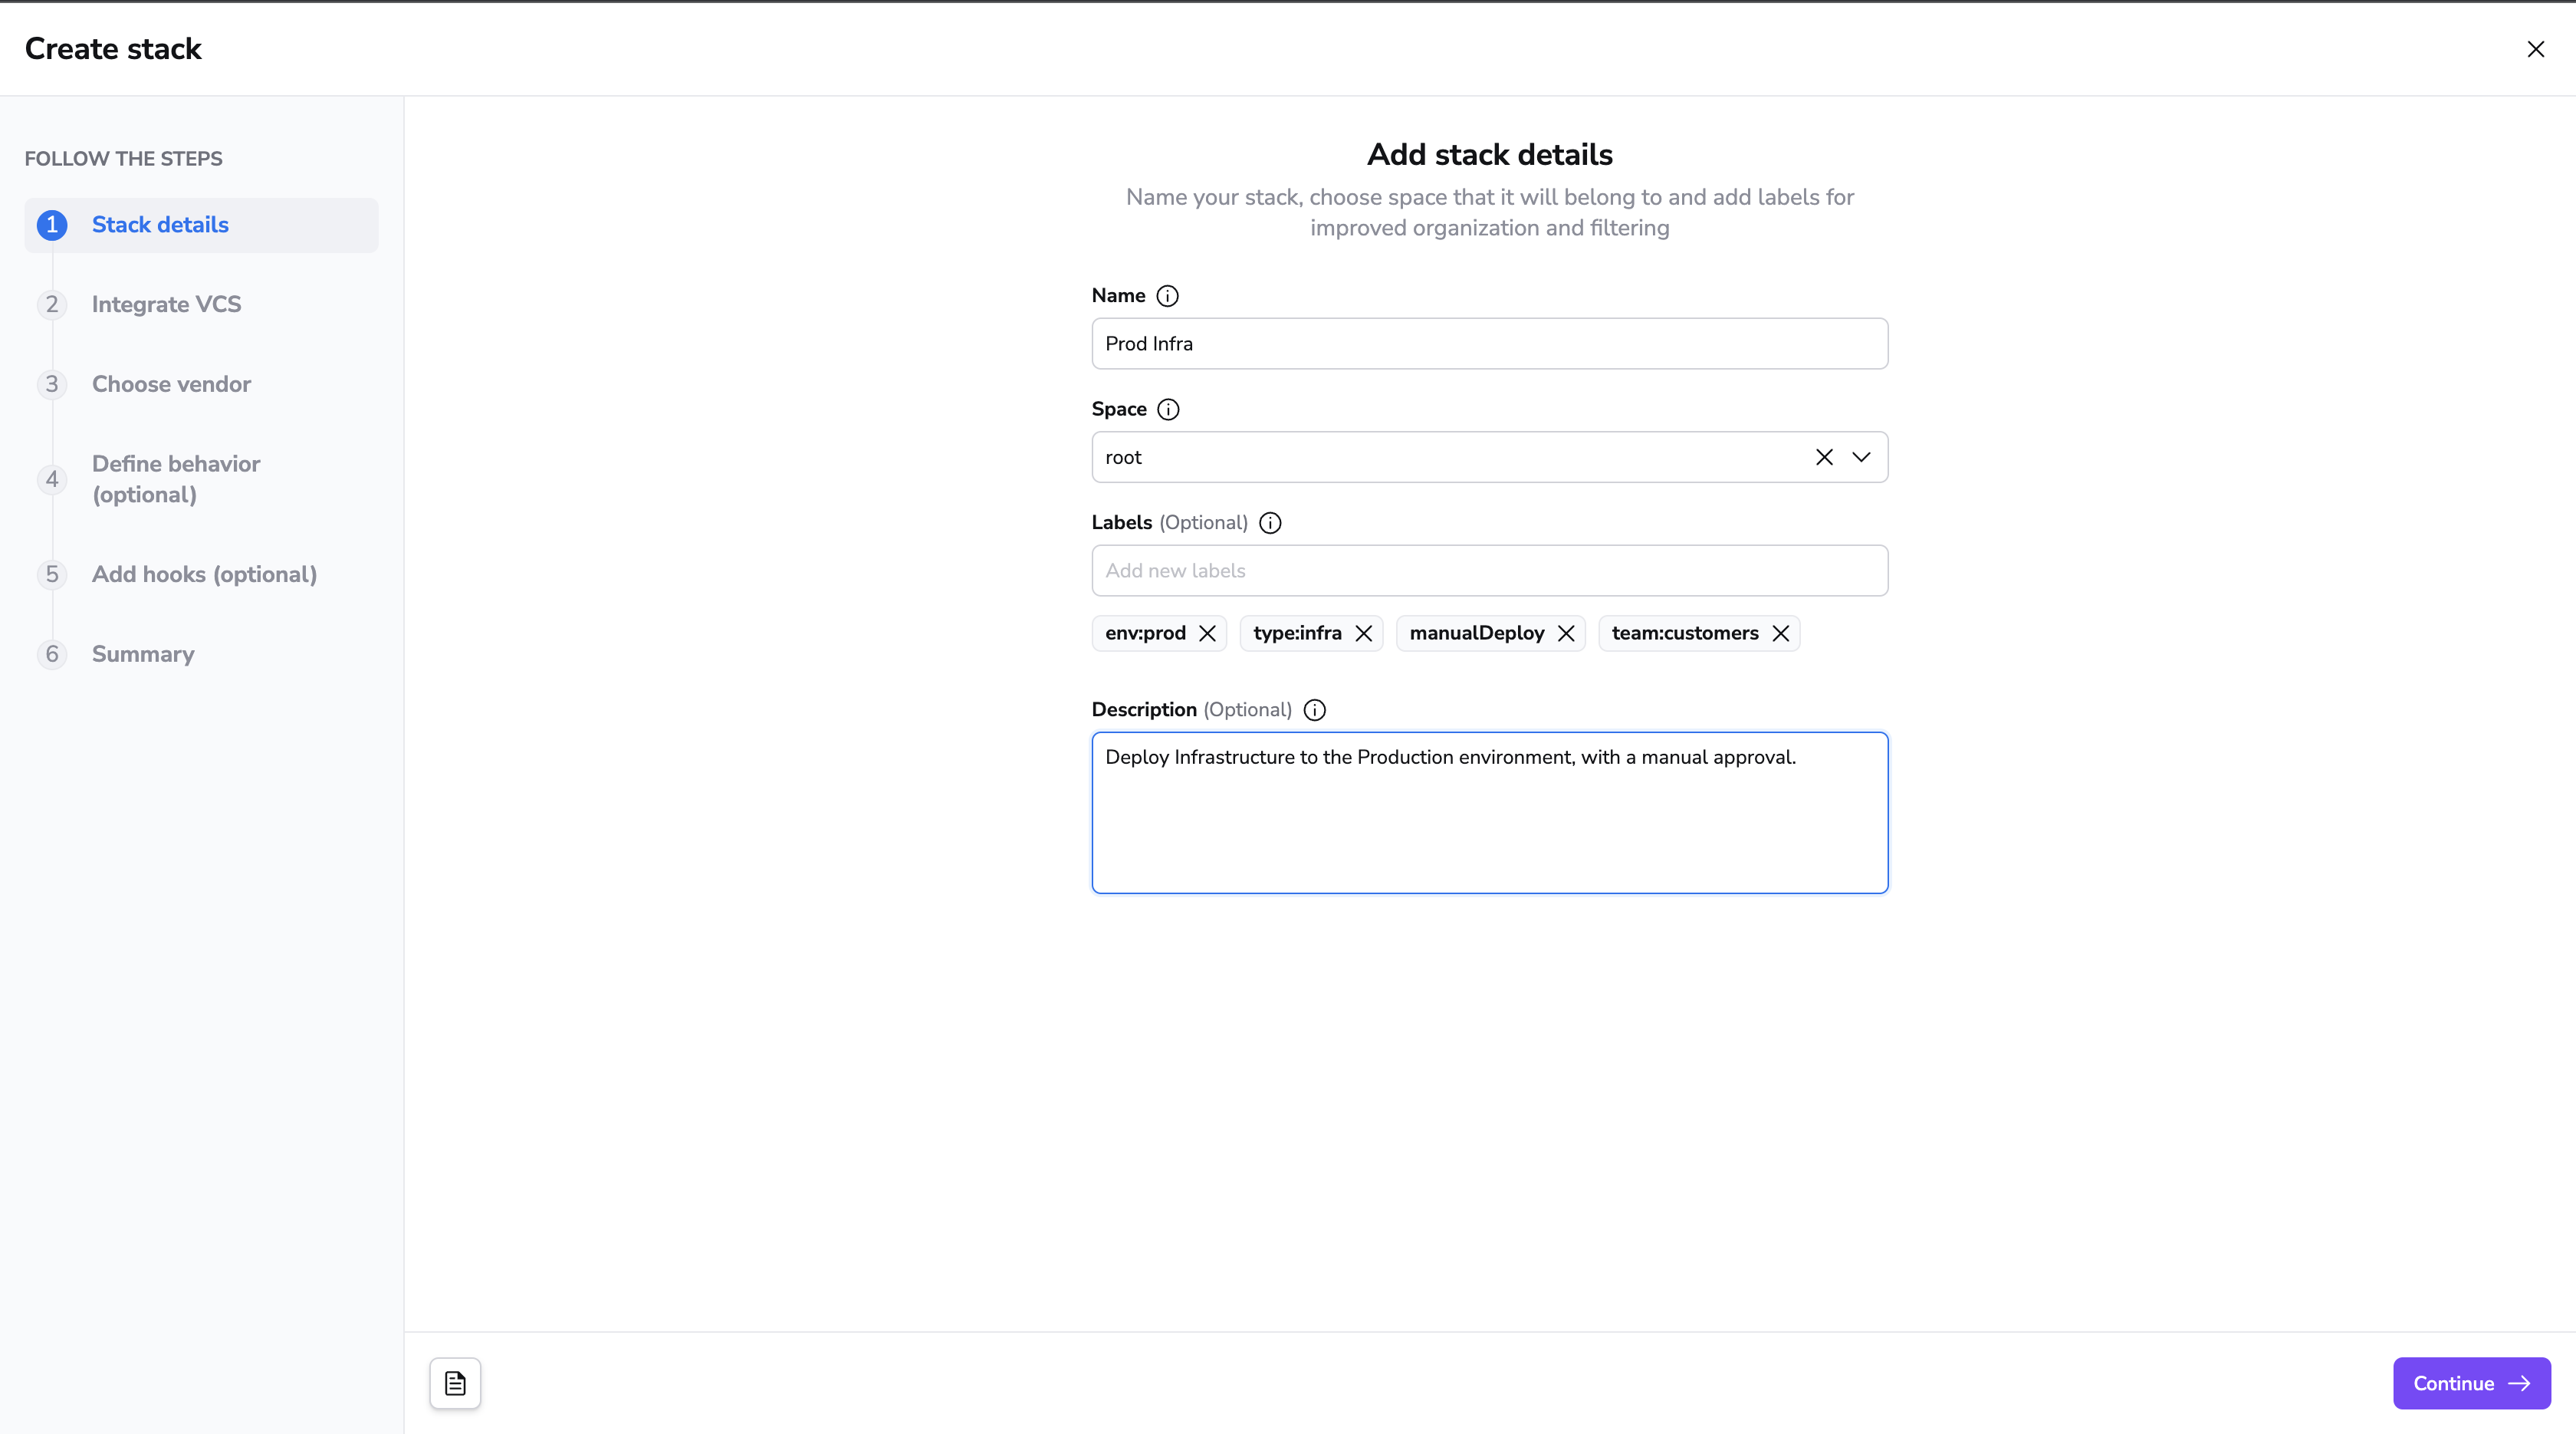 Create stack
FOLLOW THE STEPS
1 Stack details
2 Integrate VCS
3 Choose vendor
4 Define behavior
(optional)
5 Add hooks (optional)
6 Summary
Add stack details
Name your stack, choose space that it will belong to and add labels for
improved organization and filtering
Name
Prod Infra
Space
root
Labels (Optional)
Add new labels
env:prod type:infra manualDeploy team:customers
Description (Optional)
Deploy Infrastructure to the Production environment, with a manual approval.
Continue